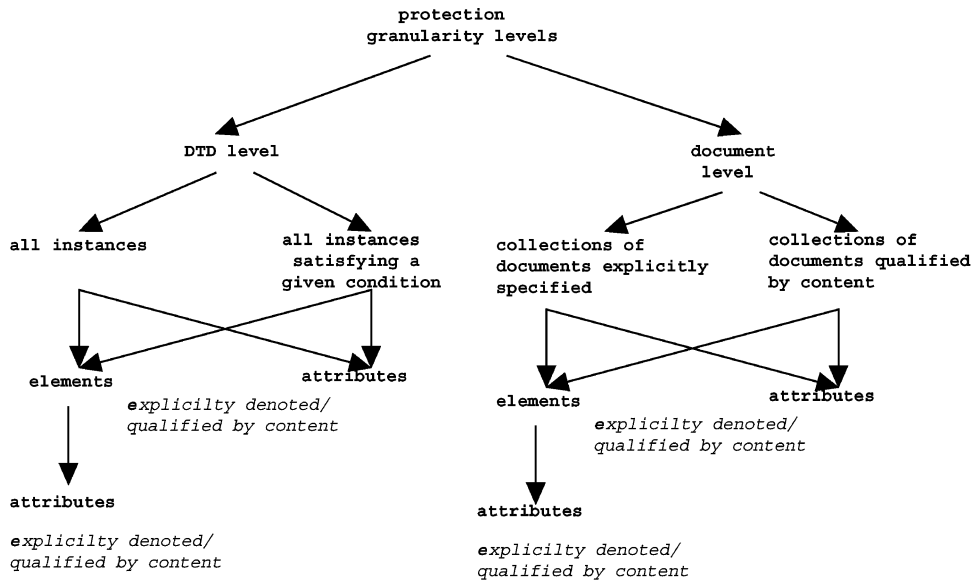 protection
granularity levels
DTD level
document
level
all instances
all instances
satisfying a
given condition
collections of
documents explicitly
specified
collections of
documents qualified
by content
elements
attributes
explicilty denoted/
qualified by content
attributes
explicilty denoted/
qualified by content
elements
attributes
explicilty denoted/
qualified by content
attributes
explicilty denoted/
qualified by content